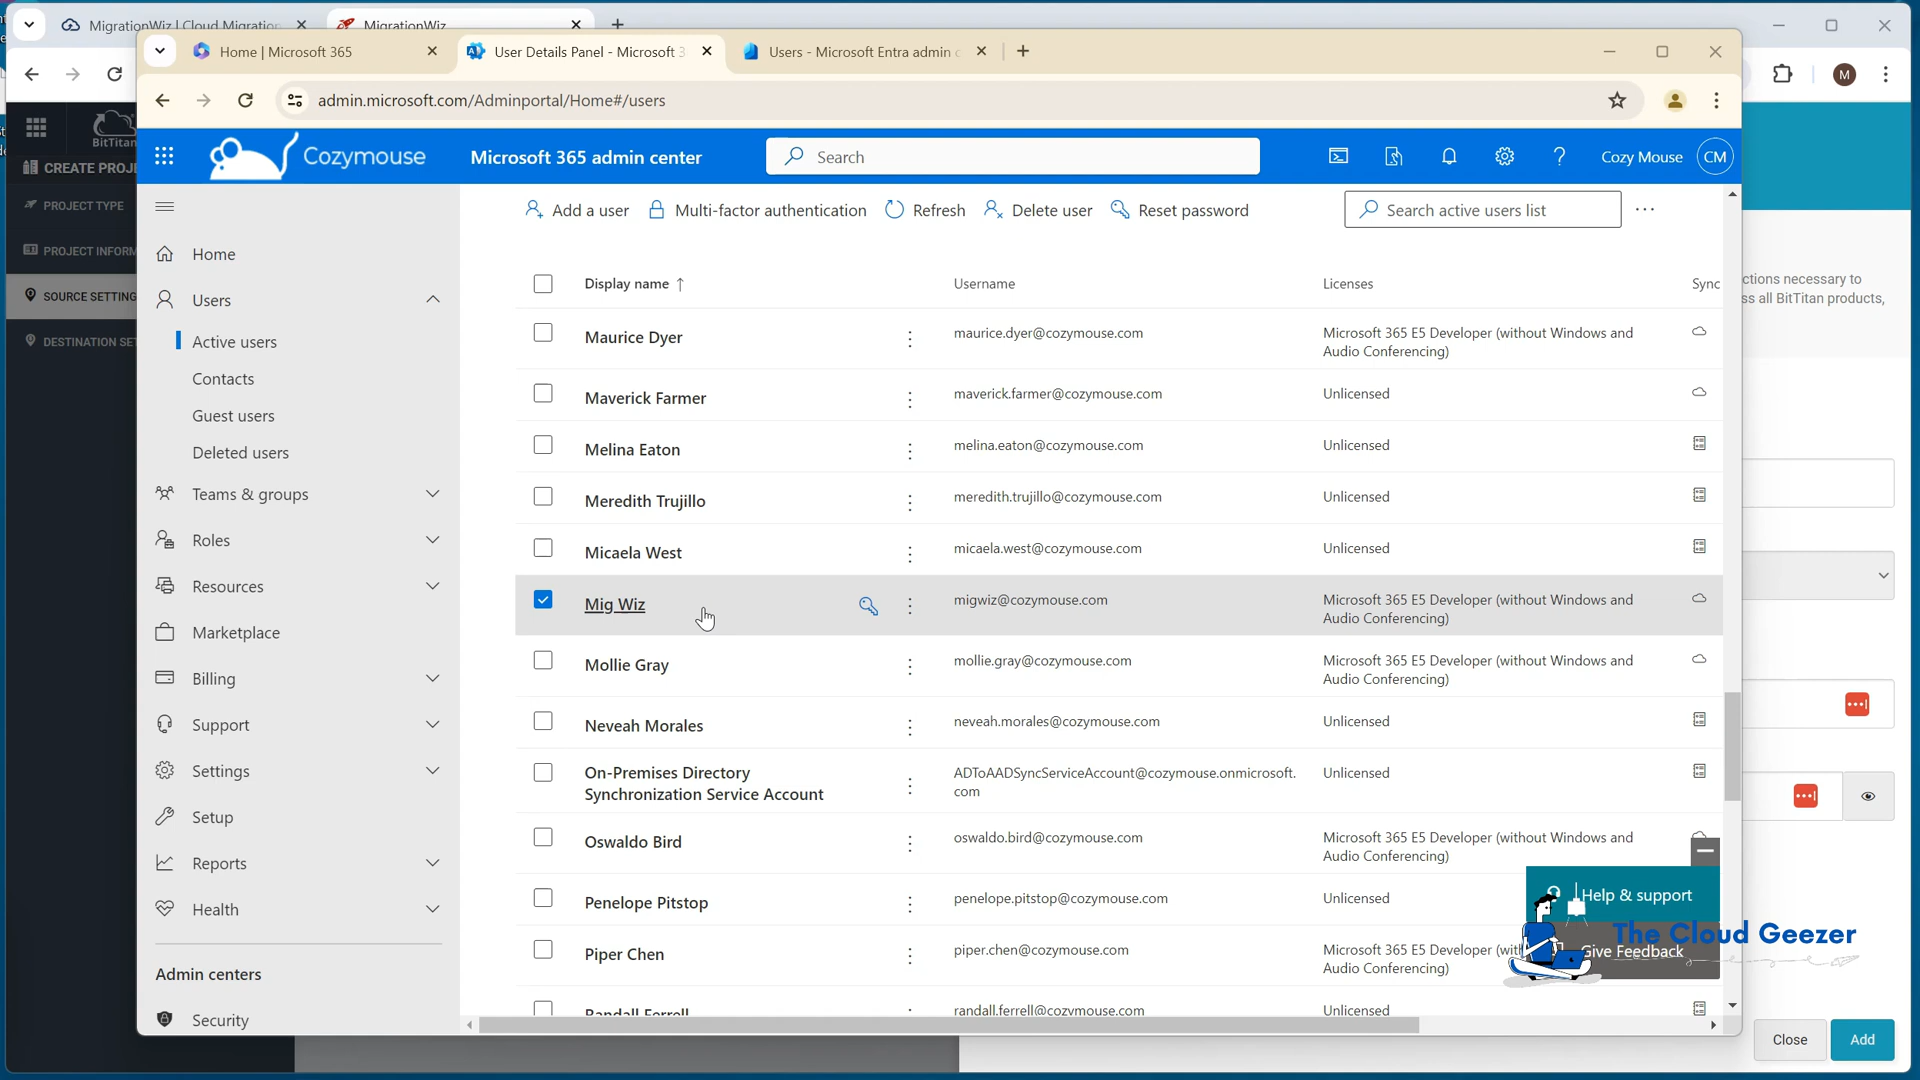 MigrationWiz | Cloud Migration
MigrationWiz
Home | Microsoft 365
User Details Panel - Microsoft 3
Users - Microsoft Entra admin c
admin.microsoft.com/Adminportal/Home#/users
M
BitTitan
Cozymouse
Microsoft 365 admin center
Search
Cozy Mouse
CM
CREATE PROJ
PROJECT TYPE
PROJECT INFORM
SOURCE SETTING
DESTINATION SET
Home
Users
Active users
Contacts
Guest users
Deleted users
Teams & groups
Roles
Resources
Marketplace
Billing
Support
Settings
Setup
Reports
Health
Admin centers
Security
Add a user
Multi-factor authentication
Refresh
Delete user
Reset password
Search active users list
Display name ↑
Username
Licenses
Sync
Maurice Dyer
maurice.dyer@cozymouse.com
Microsoft 365 E5 Developer (without Windows and
Audio Conferencing)
Maverick Farmer
maverick.farmer@cozymouse.com
Unlicensed
Melina Eaton
melina.eaton@cozymouse.com
Unlicensed
Meredith Trujillo
meredith.trujillo@cozymouse.com
Unlicensed
Micaela West
micaela.west@cozymouse.com
Unlicensed
Mig Wiz
migwiz@cozymouse.com
Microsoft 365 E5 Developer (without Windows and
Audio Conferencing)
Mollie Gray
mollie.gray@cozymouse.com
Microsoft 365 E5 Developer (without Windows and
Audio Conferencing)
Neveah Morales
neveah.morales@cozymouse.com
Unlicensed
On-Premises Directory
Synchronization Service Account
ADToAADSyncServiceAccount@cozymouse.onmicrosoft.
com
Unlicensed
Oswaldo Bird
oswaldo.bird@cozymouse.com
Microsoft 365 E5 Developer (without Windows and
Audio Conferencing)
Penelope Pitstop
penelope.pitstop@cozymouse.com
Unlicensed
Piper Chen
piper.chen@cozymouse.com
Microsoft 365 E5 Developer (with
Audio Conferencing)
Randall Ferrell
randall.ferrell@cozymouse.com
Unlicensed
Help & support
Give Feedback
The Cloud Geezer
ctions necessary to
ss all BitTitan products,
Close
Add